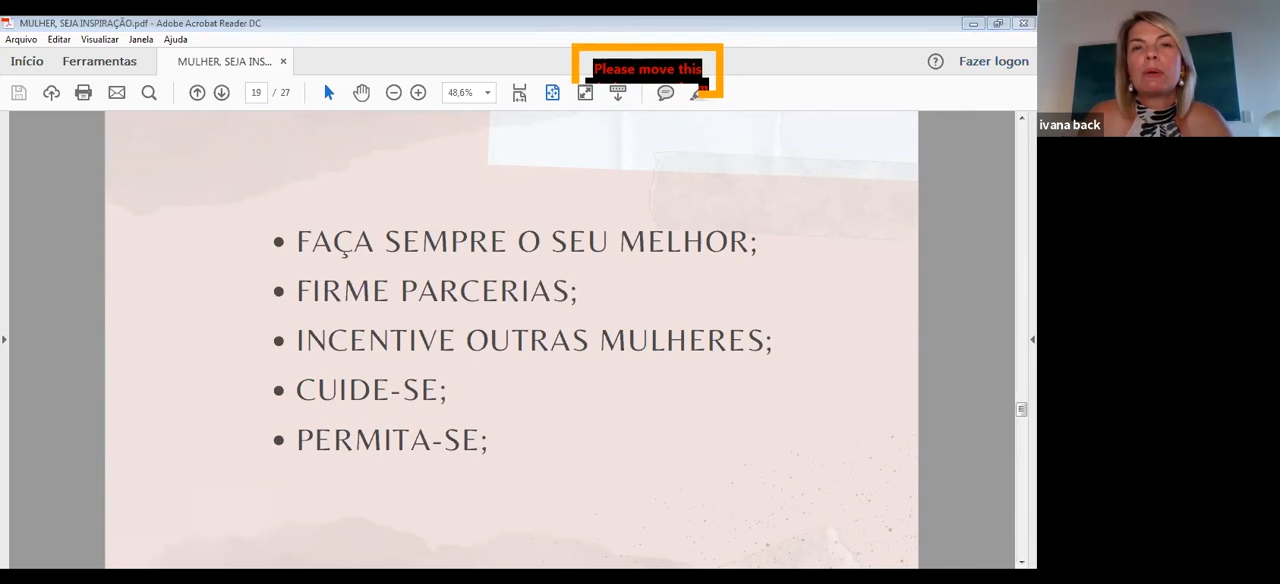 MULHER, SEJA INSPIRAÇÃO.pdf - Adobe Acrobat Reader DC
Arquivo Editar Visualizar Janela Ajuda
Início Ferramentas MULHER, SEJA INS... × Fazer logon
Please move this
19 / 27 48,6%
ivana back
• FAÇA SEMPRE O SEU MELHOR;
• FIRME PARCERIAS;
• INCENTIVE OUTRAS MULHERES;
• CUIDE-SE;
• PERMITA-SE;